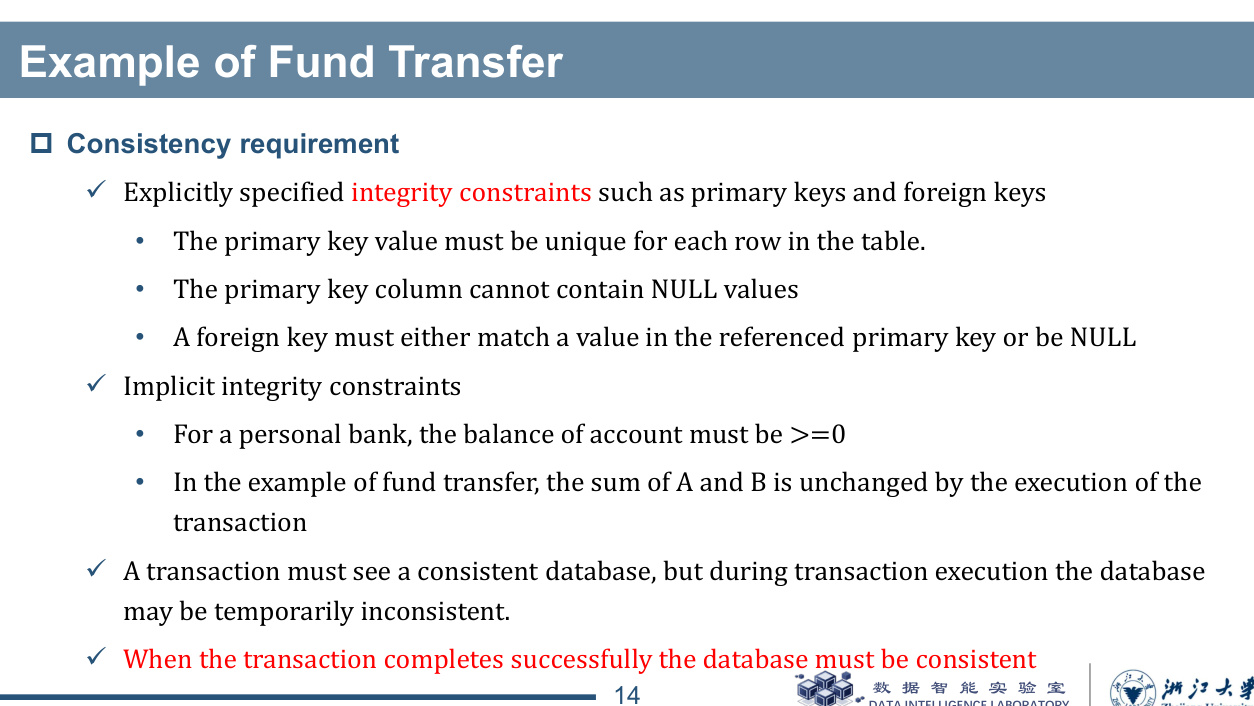 Example of Fund Transfer
Consistency requirement
Explicitly specified integrity constraints such as primary keys and foreign keys
The primary key value must be unique for each row in the table.
The primary key column cannot contain NULL values
A foreign key must either match a value in the referenced primary key or be NULL
Implicit integrity constraints
For a personal bank, the balance of account must be >=0
In the example of fund transfer, the sum of A and B is unchanged by the execution of the
transaction
A transaction must see a consistent database, but during transaction execution the database
may be temporarily inconsistent.
When the transaction completes successfully the database must be consistent
14
数据智能实验室
DATA INTELLIGENCE LABORATORY
浙江大学